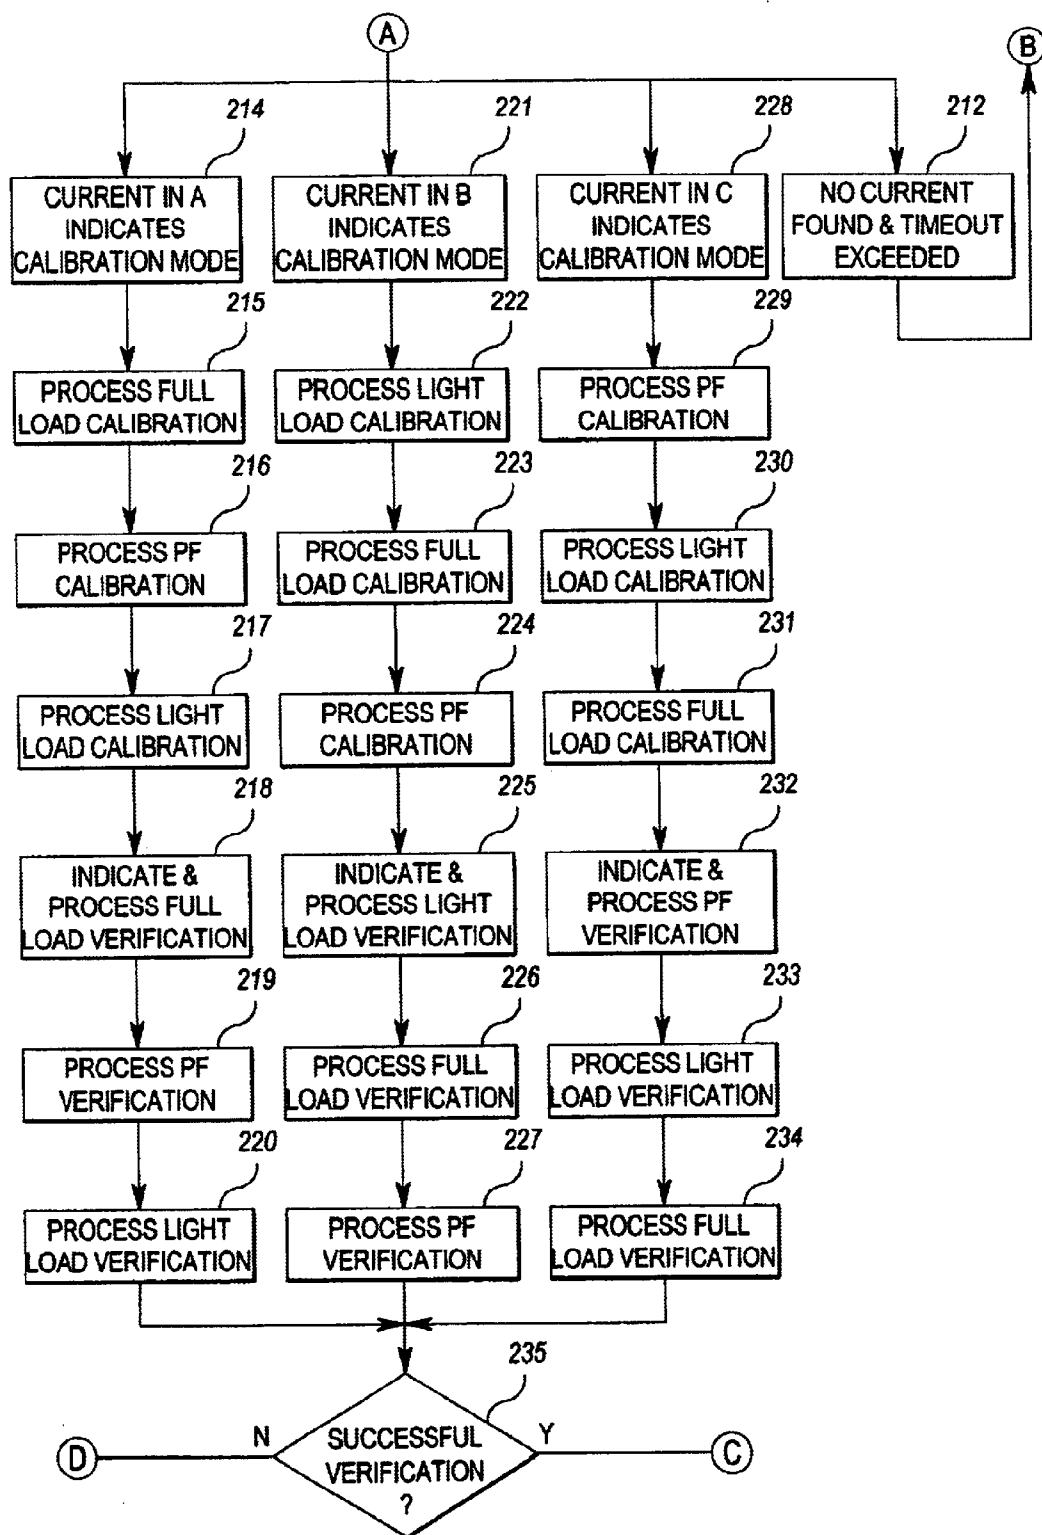 A
B
214
221
228
212
CURRENT IN A
INDICATES
CALIBRATION MODE
CURRENT IN B
INDICATES
CALIBRATION MODE
CURRENT IN C
INDICATES
CALIBRATION MODE
NO CURRENT
FOUND & TIMEOUT
EXCEEDED
215
222
229
PROCESS FULL
LOAD CALIBRATION
PROCESS LIGHT
LOAD CALIBRATION
PROCESS PF
CALIBRATION
216
223
230
PROCESS PF
CALIBRATION
PROCESS FULL
LOAD CALIBRATION
PROCESS LIGHT
LOAD CALIBRATION
217
224
231
PROCESS LIGHT
LOAD CALIBRATION
PROCESS PF
CALIBRATION
PROCESS FULL
LOAD CALIBRATION
218
225
232
INDICATE &
PROCESS FULL
LOAD VERIFICATION
INDICATE &
PROCESS LIGHT
LOAD VERIFICATION
INDICATE &
PROCESS PF
VERIFICATION
219
226
233
PROCESS PF
VERIFICATION
PROCESS FULL
LOAD VERIFICATION
PROCESS LIGHT
LOAD VERIFICATION
220
227
234
PROCESS LIGHT
LOAD VERIFICATION
PROCESS PF
VERIFICATION
PROCESS FULL
LOAD VERIFICATION
235
D
N
SUCCESSFUL
VERIFICATION
?
Y
C